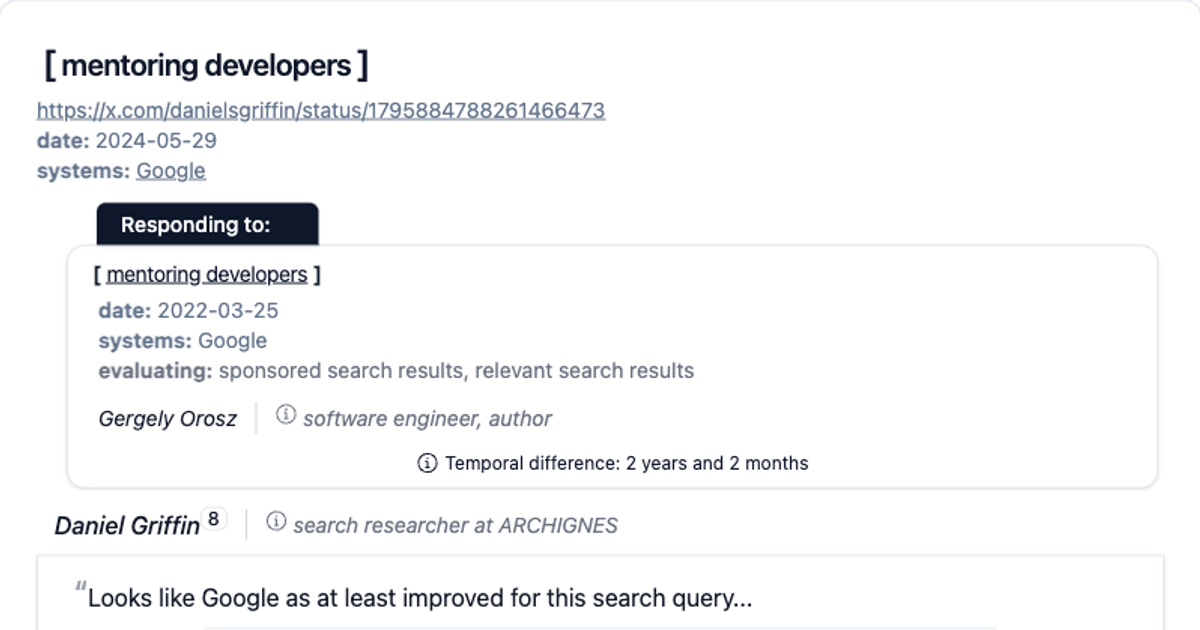 [ mentoring developers ]
https://x.com/danielsgriffin/status/1795884788261466473
date: 2024-05-29
systems: Google
Responding to:
[ mentoring developers ]
date: 2022-03-25
systems: Google
evaluating: sponsored search results, relevant search results
Gergely Orosz | ⓘ software engineer, author
ⓘ Temporal difference: 2 years and 2 months
Daniel Griffin 8 | ⓘ search researcher at ARCHIGNES
“Looks like Google as at least improved for this search query...